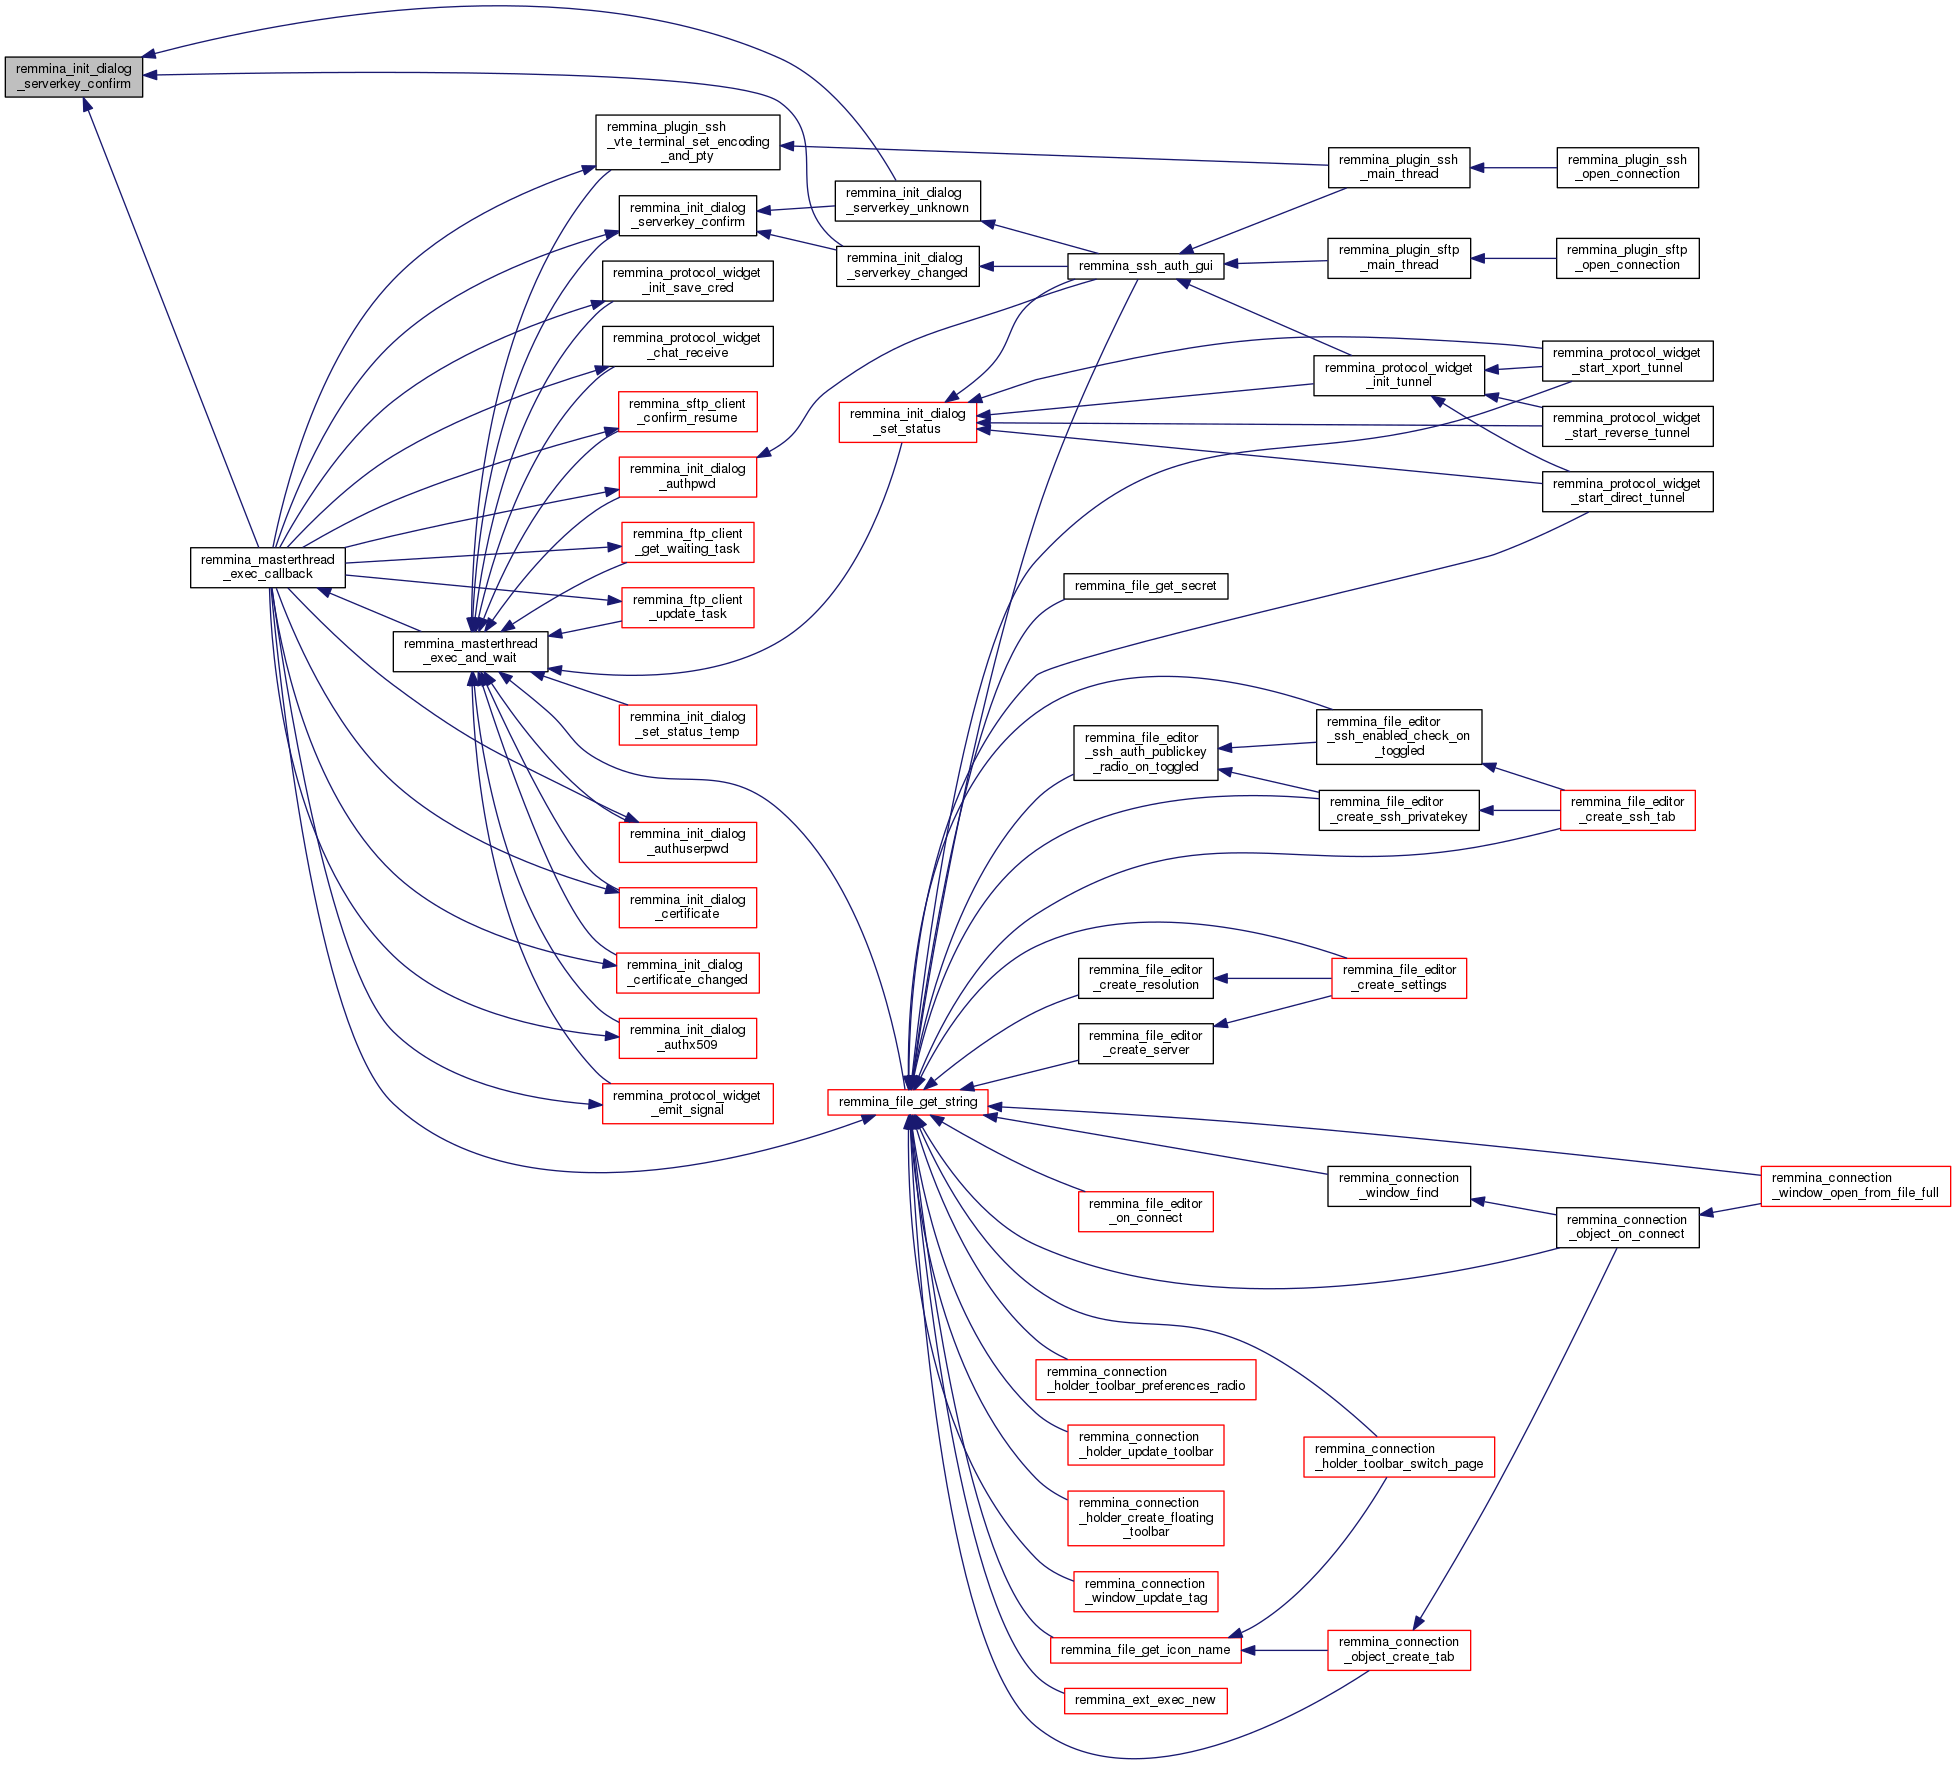 remmina_init_dialog
_serverkey_confirm
remmina_masterthread
_exec_callback
remmina_masterthread
_exec_and_wait
remmina_plugin_ssh
_vte_terminal_set_encoding
_and_pty
remmina_init_dialog
_serverkey_confirm
remmina_protocol_widget
_init_save_cred
remmina_protocol_widget
_chat_receive
remmina_sftp_client
_confirm_resume
remmina_init_dialog
_authpwd
remmina_ftp_client
_get_waiting_task
remmina_ftp_client
_update_task
remmina_init_dialog
_set_status_temp
remmina_init_dialog
_authuserpwd
remmina_init_dialog
_certificate
remmina_init_dialog
_certificate_changed
remmina_init_dialog
_authx509
remmina_protocol_widget
_emit_signal
remmina_init_dialog
_serverkey_unknown
remmina_init_dialog
_serverkey_changed
remmina_init_dialog
_set_status
remmina_file_get_string
remmina_ssh_auth_gui
remmina_file_get_secret
remmina_file_editor
_ssh_auth_publickey
_radio_on_toggled
remmina_file_editor
_create_resolution
remmina_file_editor
_create_server
remmina_file_editor
_on_connect
remmina_connection
_holder_toolbar_preferences_radio
remmina_connection
_holder_update_toolbar
remmina_connection
_holder_create_floating
_toolbar
remmina_connection
_window_update_tag
remmina_file_get_icon_name
remmina_ext_exec_new
remmina_plugin_ssh
_main_thread
remmina_plugin_sftp
_main_thread
remmina_protocol_widget
_init_tunnel
remmina_file_editor
_ssh_enabled_check_on
_toggled
remmina_file_editor
_create_ssh_privatekey
remmina_file_editor
_create_settings
remmina_connection
_window_find
remmina_connection
_holder_toolbar_switch_page
remmina_connection
_object_create_tab
remmina_plugin_ssh
_open_connection
remmina_plugin_sftp
_open_connection
remmina_protocol_widget
_start_xport_tunnel
remmina_protocol_widget
_start_reverse_tunnel
remmina_protocol_widget
_start_direct_tunnel
remmina_file_editor
_create_ssh_tab
remmina_connection
_object_on_connect
remmina_connection
_window_open_from_file_full